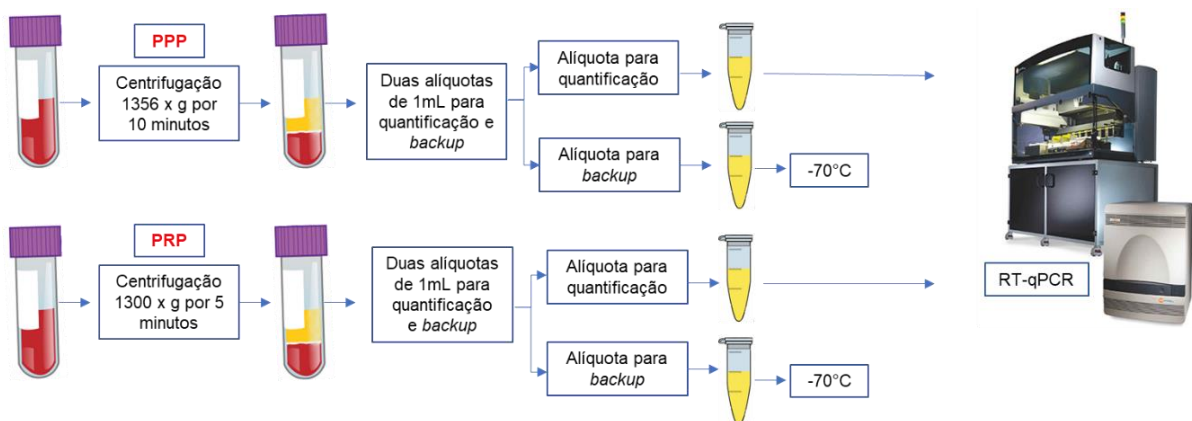 PPP
Centrifugação
1356 x g por
10 minutos
Duas alíquotas
de 1mL para
quantificação e
backup
Alíquota para
quantificação
Alíquota para
backup
-70°C
PRP
Centrifugação
1300 x g por 5
minutos
Duas alíquotas
de 1mL para
quantificação
e backup
Alíquota para
quantificação
Alíquota para
backup
-70°C
RT-qPCR